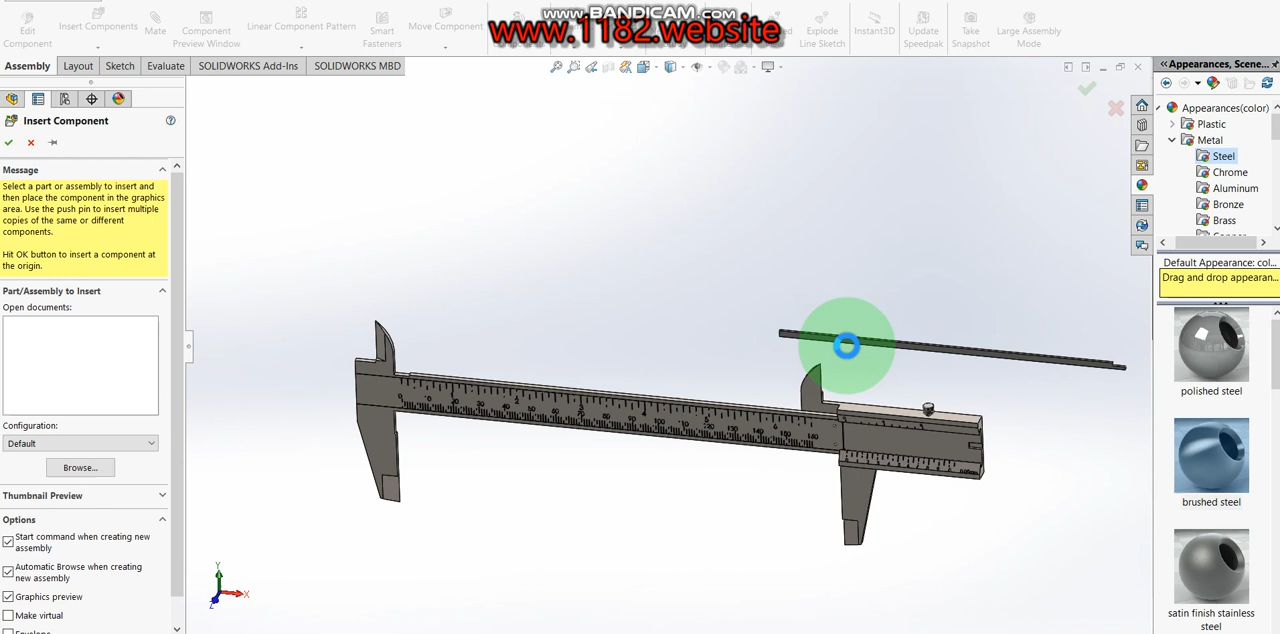 www.BANDICAM.com
www.1182.website
Edit Component
Insert Components
Mate
Component Preview Window
Linear Component Pattern
Smart Fasteners
Move Component
Explode Line Sketch
Instant3D
Update Speedpak
Take Snapshot
Large Assembly Mode
Assembly
Layout
Sketch
Evaluate
SOLIDWORKS Add-Ins
SOLIDWORKS MBD
Insert Component
Message
Select a part or assembly to insert and
then place the component in the graphics
area. Use the push pin to insert multiple
copies of the same or different
components.
Hit OK button to insert a component at
the origin.
Part/Assembly to Insert
Open documents:
Configuration:
Default
Browse...
Thumbnail Preview
Options
Start command when creating new
assembly
Automatic Browse when creating
new assembly
Graphics preview
Make virtual
Envelope
Y
X
Z
Appearances, Scene...
Appearances(color)
Plastic
Metal
Steel
Chrome
Aluminum
Bronze
Brass
Default Appearance: col...
Drag and drop appearan...
polished steel
brushed steel
satin finish stainless
steel